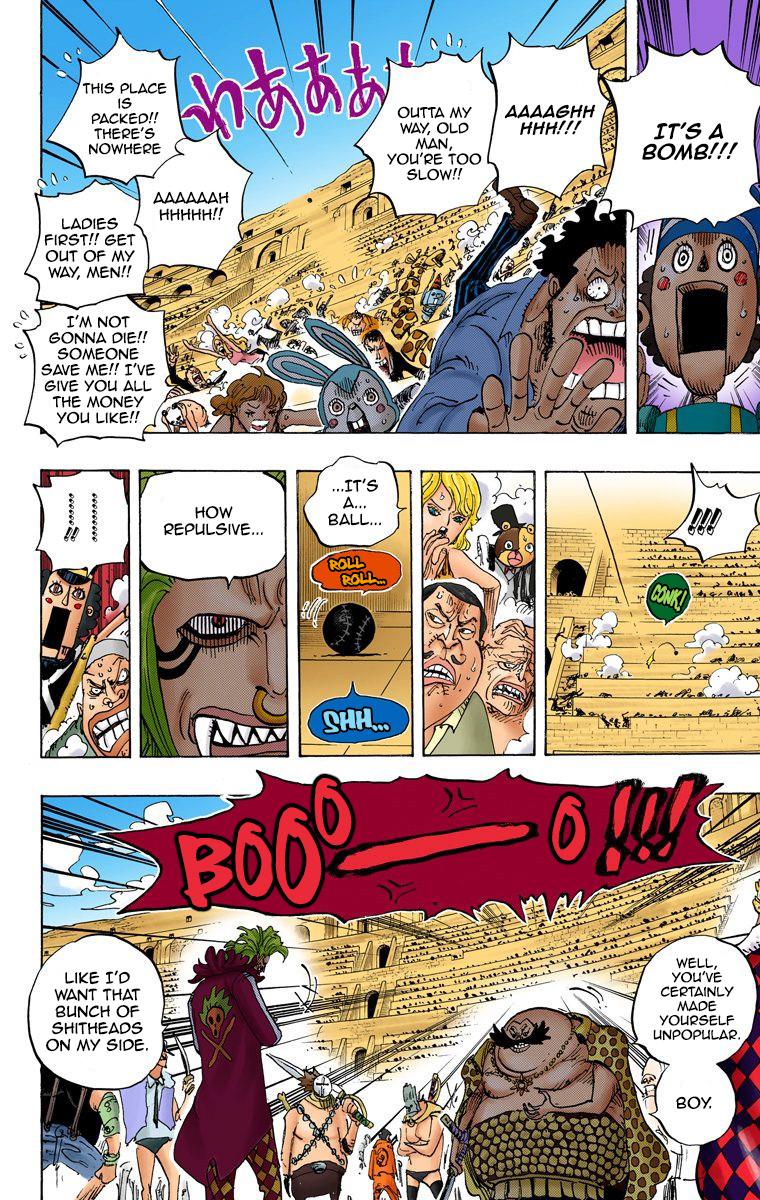 IT'S A
BOMB!!!
AAAAGHH
HHH!!!
OUTTA MY
WAY, OLD
MAN,
YOU'RE TOO
SLOW!!
わあああ
THIS PLACE
IS
PACKED!!
THERE'S
NOWHERE
AAAAAAH
HHHHH!!
LADIES
FIRST!! GET
OUT OF MY
WAY, MEN!!
I'M NOT
GONNA DIE!!
SOMEONE
SAVE ME!! I'VE
GIVE YOU ALL
THE MONEY
YOU LIKE!!
!!!
CONK!
...IT'S
A...
BALL...
ROLL
ROLL...
SHH...
HOW
REPULSIVE...
.......!!
BOOO—O!!!
WELL,
YOU'VE
CERTAINLY
MADE
YOURSELF
UNPOPULAR.
BOY.
LIKE I'D
WANT THAT
BUNCH OF
SHITHEADS
ON MY SIDE.